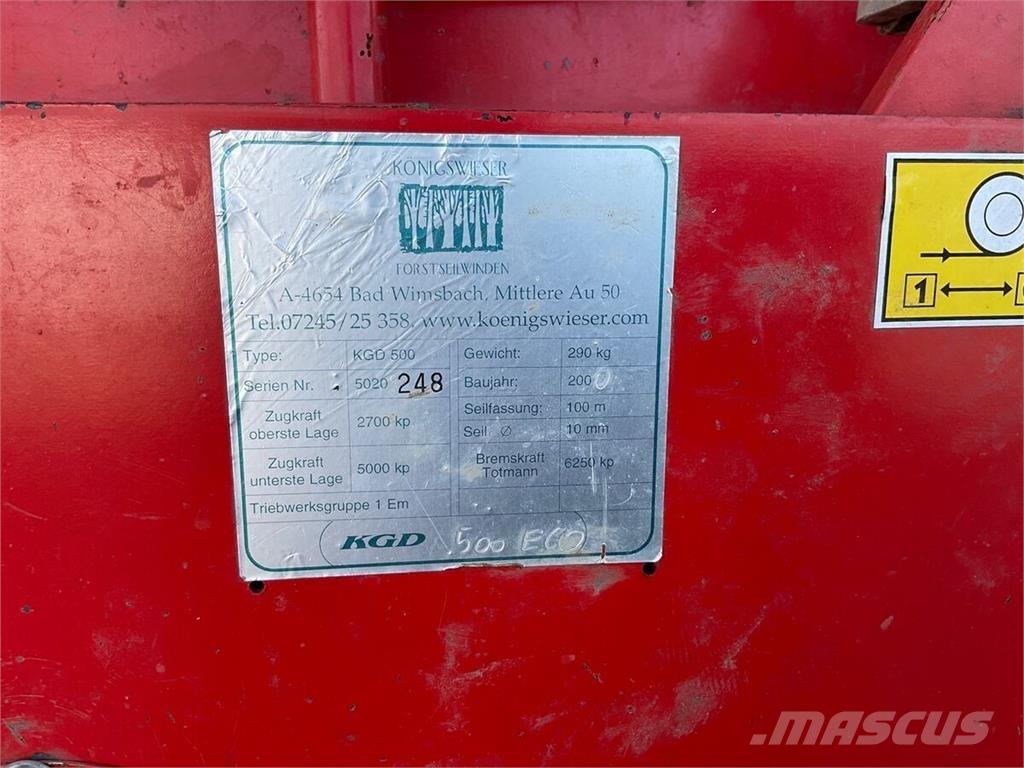 KÖNIGSWIESER
FORSTSEILWINDEN
A-4654 Bad Wimsbach, Mittlere Au 50
Tel.07245/25 358, www.koenigswieser.com
Type: KGD 500
Serien Nr. 5020 248
Zugkraft
oberste Lage 2700 kp
Zugkraft
unterste Lage 5000 kp
Triebwerksgruppe 1 Em
Gewicht: 290 kg
Baujahr: 2000
Seilfassung: 100 m
Seil Ø 10 mm
Bremskraft
Totmann 6250 kp
KGD 500 ECO
1
MASCUS